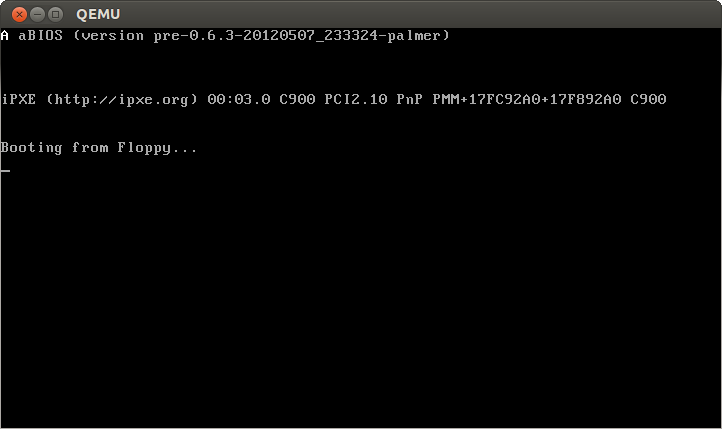 QEMU
A aBIOS (version pre-0.6.3-20120507_233324-palmer)
iPXE (http://ipxe.org) 00:03.0 C900 PCI2.10 PnP PMM+17FC92A0+17F892A0 C900
Booting from Floppy...
_